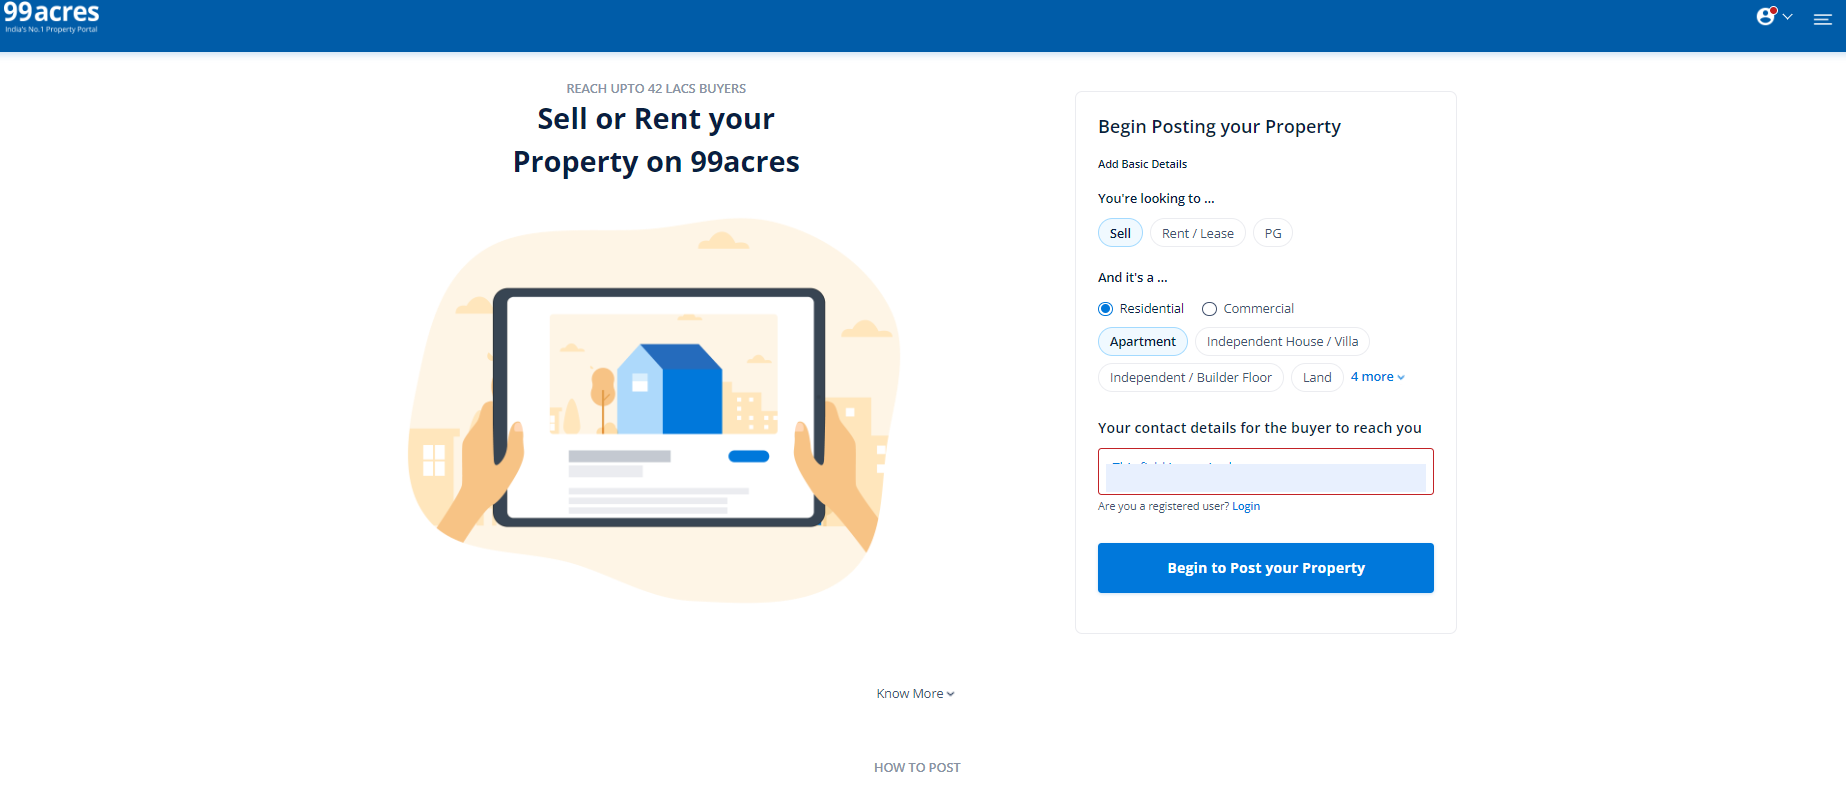 99acres
India's No.1 Property Portal
REACH UPTO 42 LACS BUYERS
Sell or Rent your
Property on 99acres
Begin Posting your Property
Add Basic Details
You're looking to ...
Sell
Rent / Lease
PG
And it's a ...
Residential
Commercial
Apartment
Independent House / Villa
Independent / Builder Floor
Land
4 more
Your contact details for the buyer to reach you
Are you a registered user? Login
Begin to Post your Property
Know More
HOW TO POST